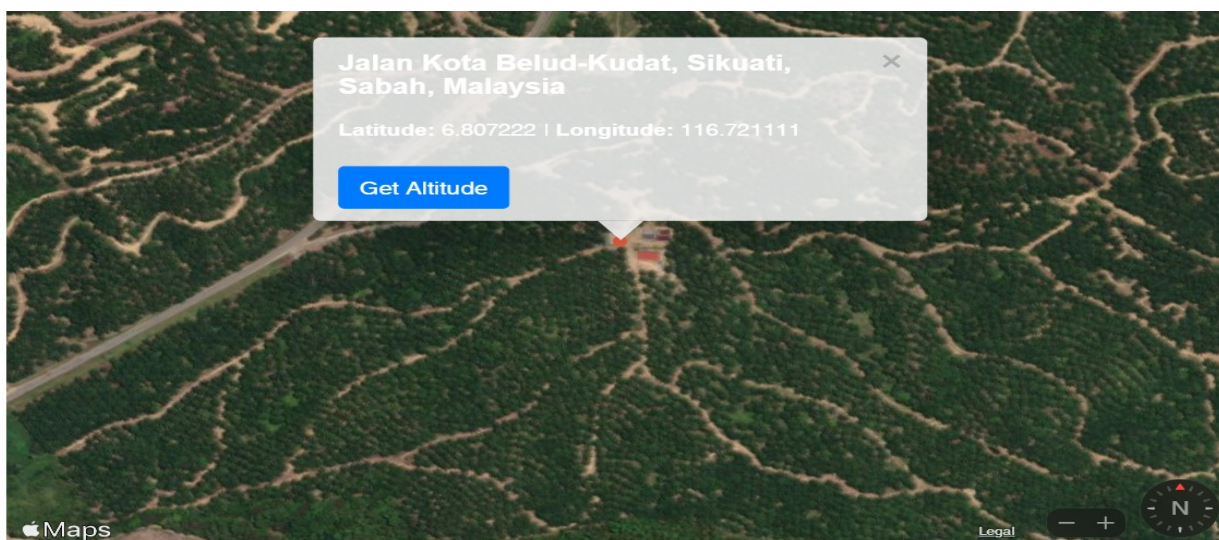 Jalan Kota Belud-Kudat, Sikuati,
Sabah, Malaysia
×
Latitude: 6.807222 | Longitude: 116.721111
Get Altitude
Maps
Legal
− +
N